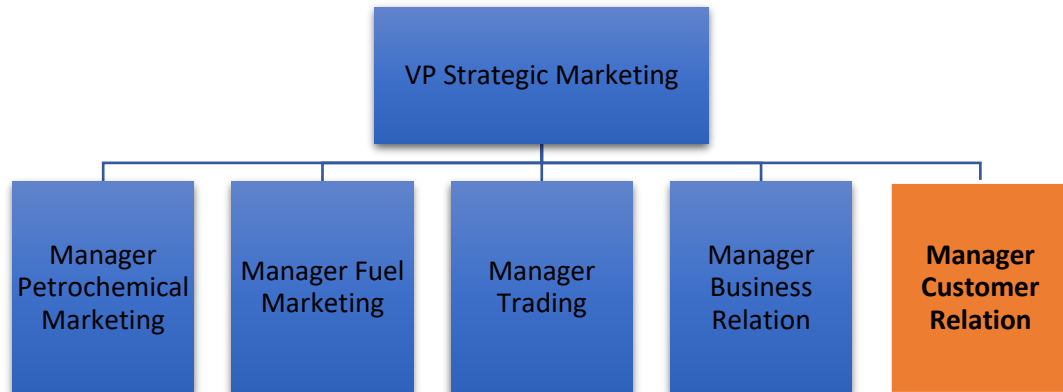 VP Strategic Marketing
Manager
Petrochemical
Marketing
Manager Fuel
Marketing
Manager
Trading
Manager
Business
Relation
Manager
Customer
Relation